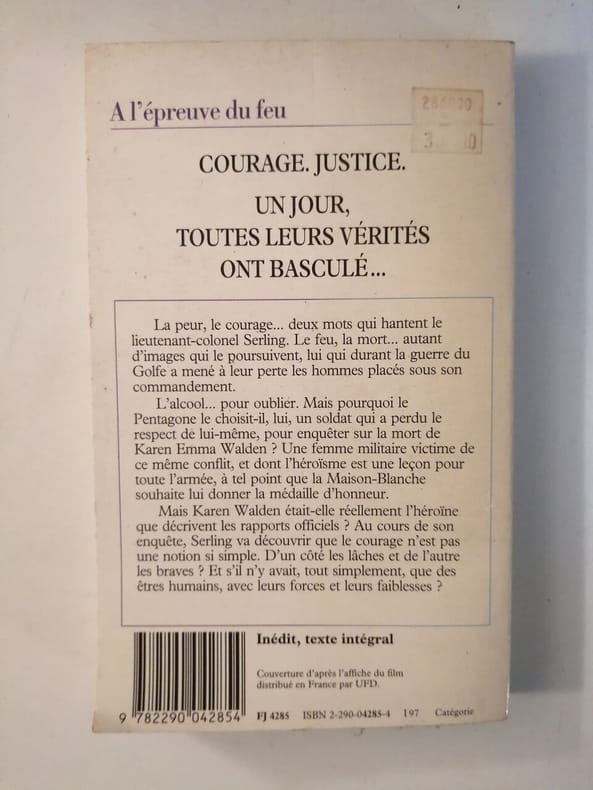 A l'épreuve du feu
COURAGE. JUSTICE.
UN JOUR,
TOUTES LEURS VÉRITÉS
ONT BASCULÉ...
La peur, le courage... deux mots qui hantent le
lieutenant-colonel Serling. Le feu, la mort... autant
d'images qui le poursuivent, lui qui durant la guerre du
Golfe a mené à leur perte les hommes placés sous son
commandement.
L'alcool... pour oublier. Mais pourquoi le
Pentagone le choisit-il, lui, un soldat qui a perdu le
respect de lui-même, pour enquêter sur la mort de
Karen Emma Walden ? Une femme militaire victime de
ce même conflit, et dont l'héroïsme est une leçon pour
toute l'armée, à tel point que la Maison-Blanche
souhaite lui donner la médaille d'honneur.
Mais Karen Walden était-elle réellement l'héroïne
que décrivent les rapports officiels ? Au cours de son
enquête, Serling va découvrir que le courage n'est pas
une notion si simple. D'un côté les lâches et de l'autre
les braves ? Et s'il n'y avait, tout simplement, que des
êtres humains, avec leurs forces et leurs faiblesses ?
Inédit, texte intégral
Couverture d'après l'affiche du film
distribué en France par UFD.
9 782290 042854
FJ 4285 ISBN 2-290-04285-4 197 Catégorie